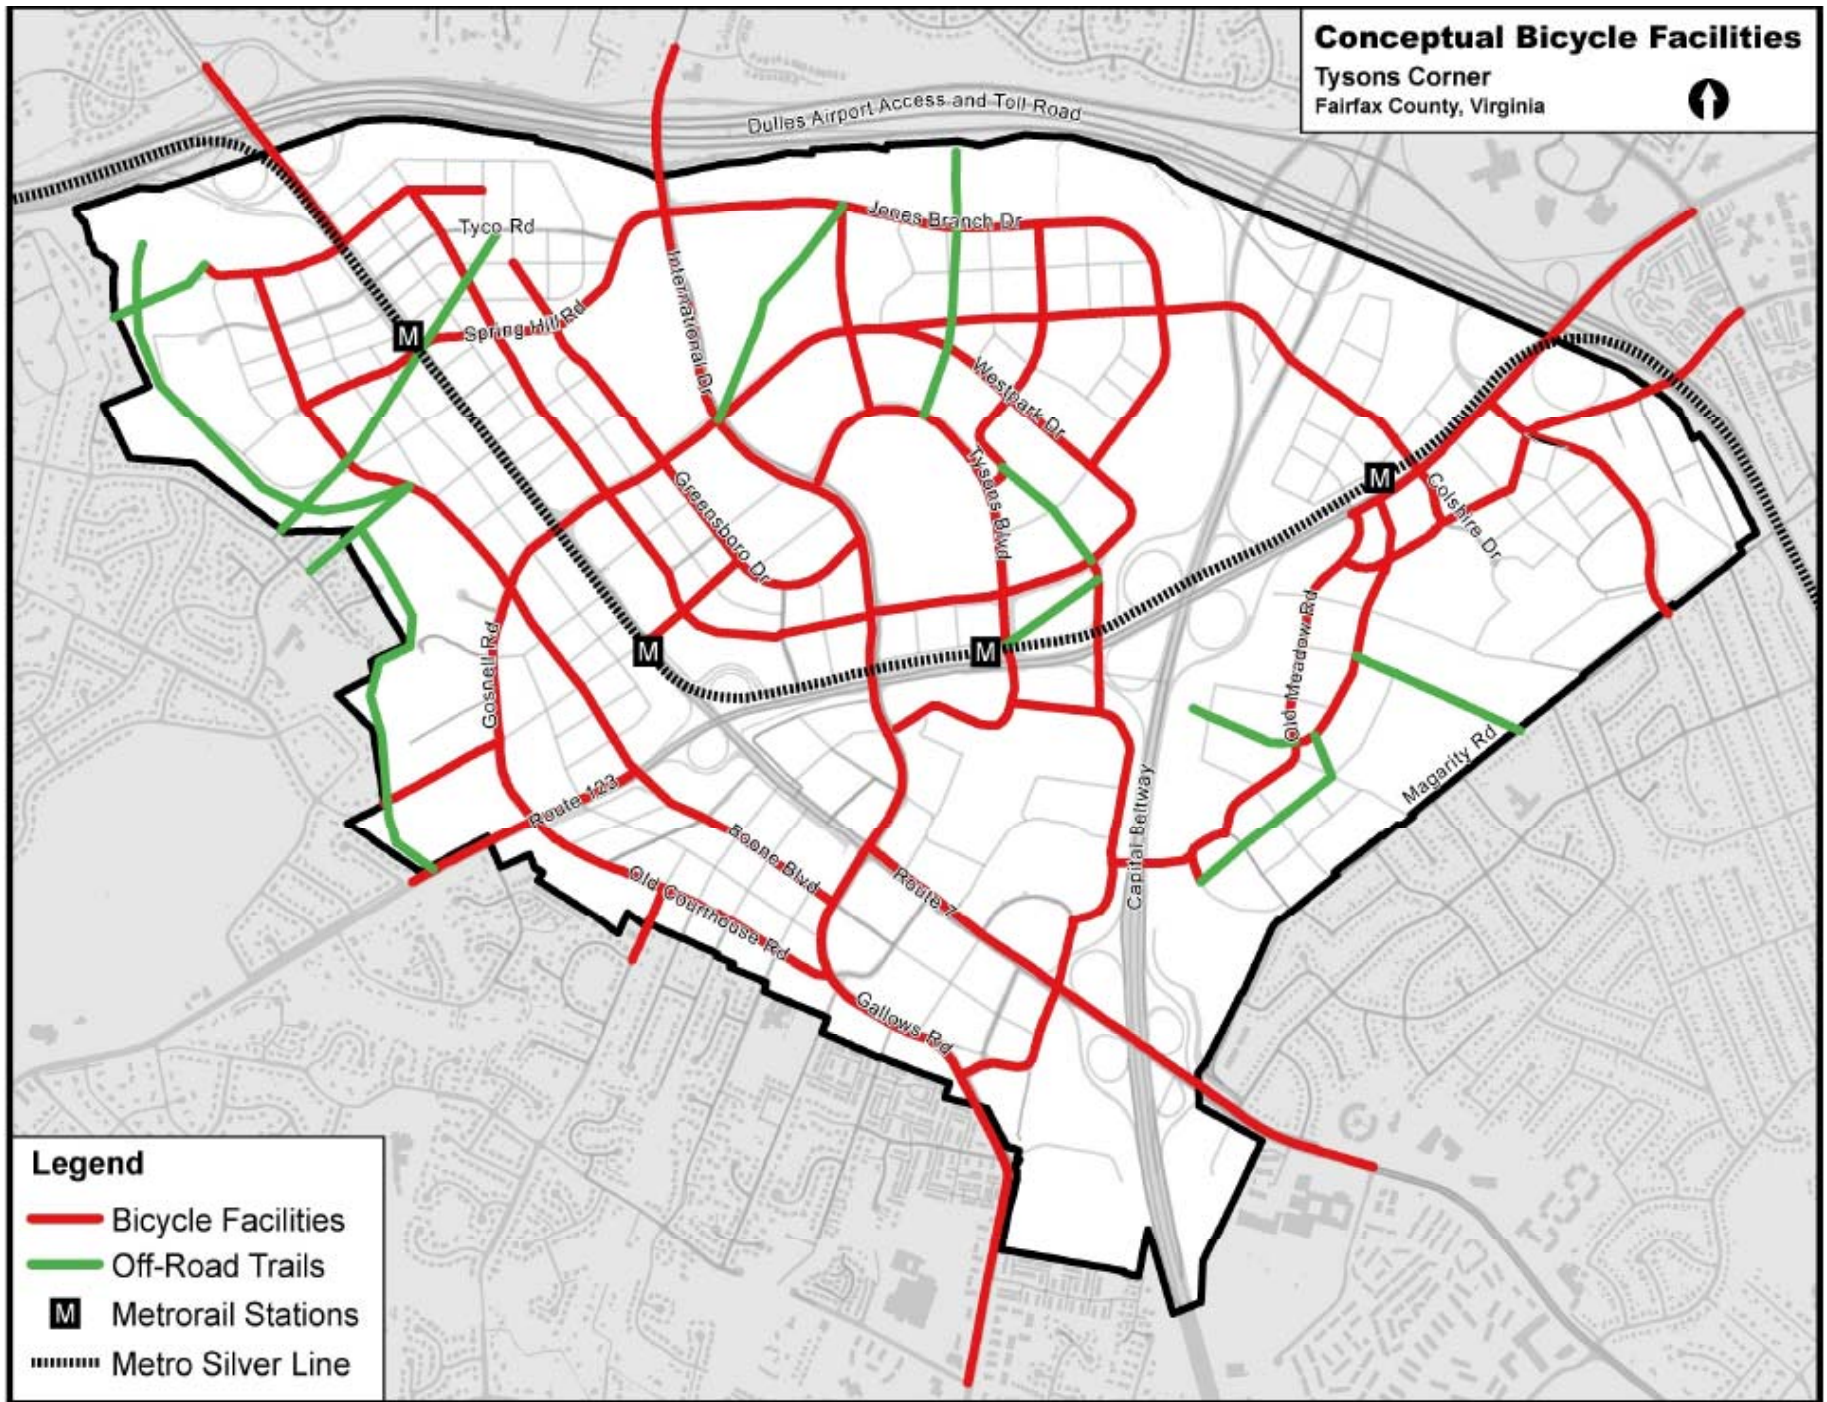 Conceptual Bicycle Facilities
Tysons Corner
Fairfax County, Virginia
Dulles Airport Access and Toll Road
Jones Branch Dr
Tyco Rd
International Dr
Spring Hill Rd
M
Westpark Dr
Tysons Blvd
Greensboro Dr
M
Colshire Dr
Gosnell Rd
M
M
Old Meadow Rd
Magarity Rd
Route 123
Capital Beltway
Boone Blvd
Route 7
Old Courthouse Rd
Gallows Rd
Legend
Bicycle Facilities
Off-Road Trails
M Metrorail Stations
Metro Silver Line